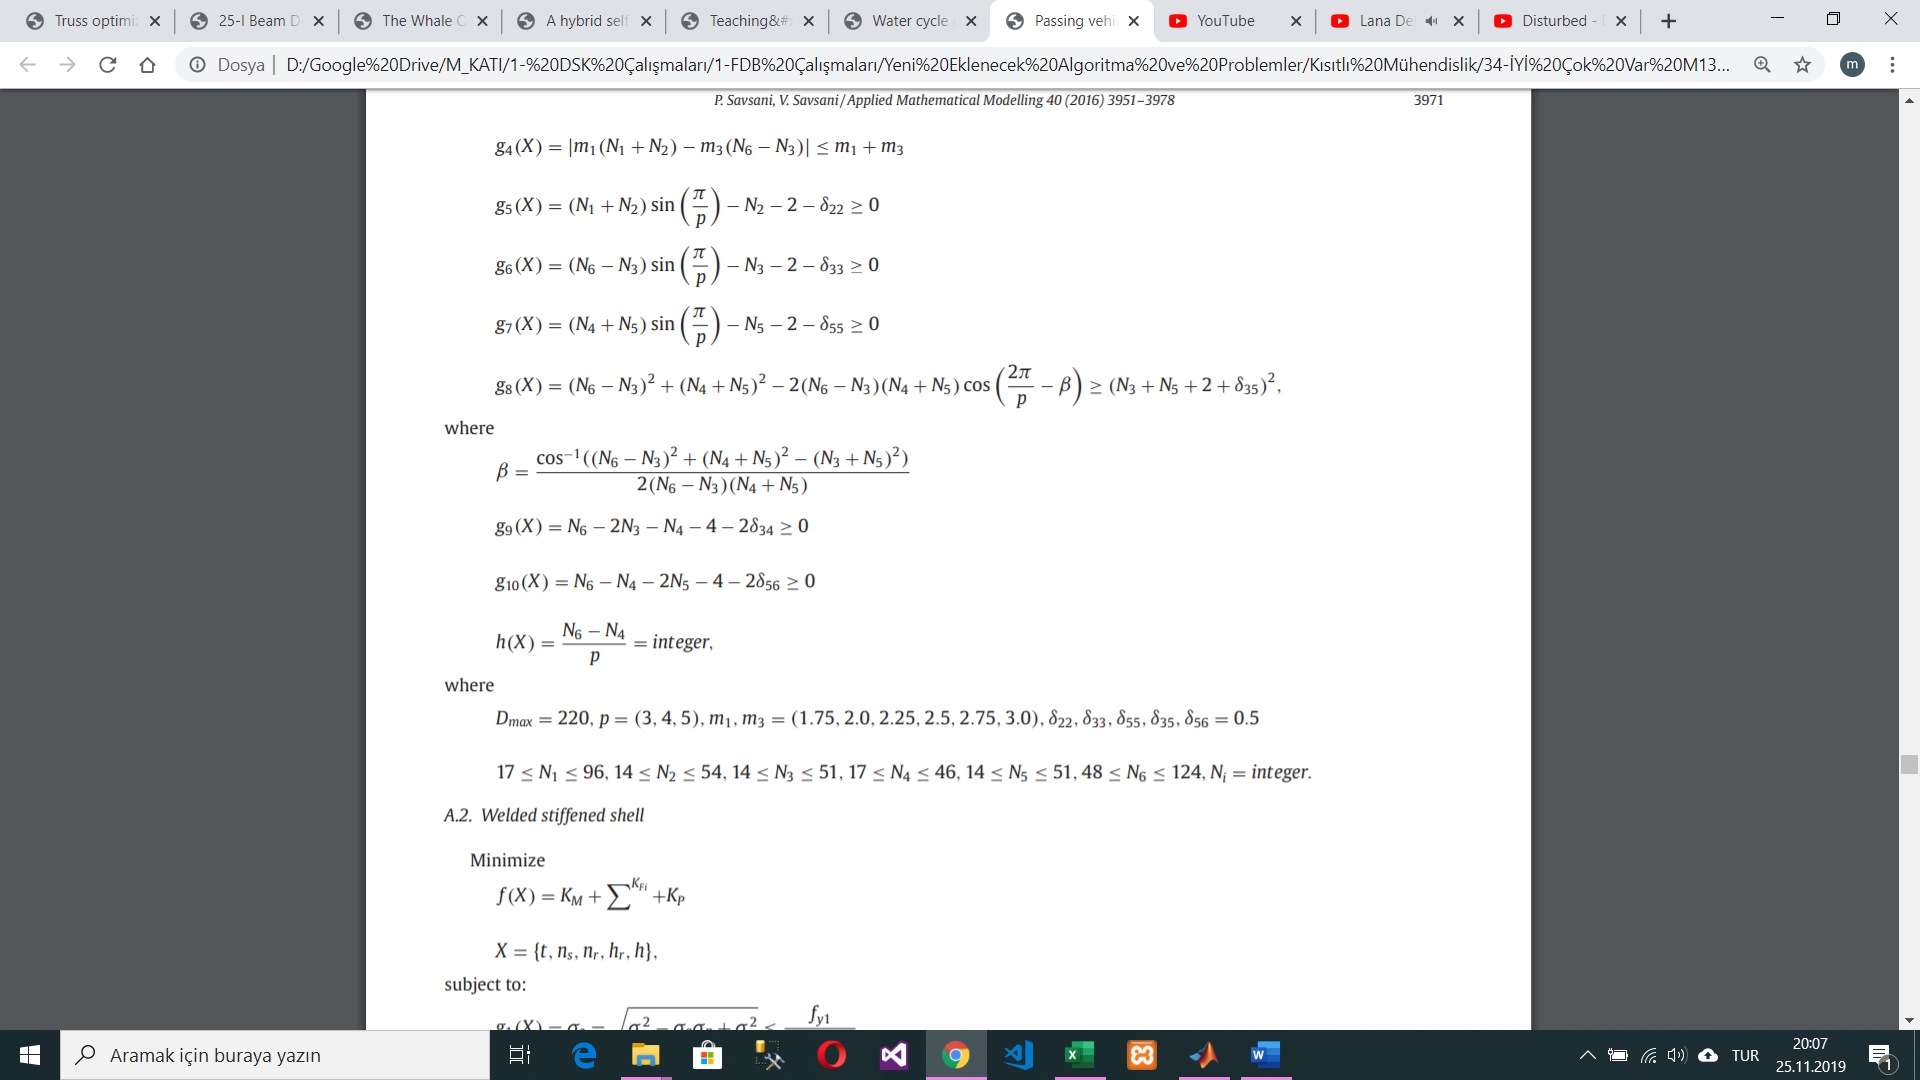 Truss optimi
25-I Beam D
The Whale O
A hybrid self
Teaching&#
Water cycle a
Passing vehi
YouTube
Lana De
Disturbed -
Dosya | D:/Google%20Drive/M_KATI/1-%20DSK%20Çalışmaları/1-FDB%20Çalışmaları/Yeni%20Eklenecek%20Algoritma%20ve%20Problemler/Kısıtlı%20Mühendislik/34-İYİ%20Çok%20Var%20M13...
m
P. Savsani, V. Savsani / Applied Mathematical Modelling 40 (2016) 3951–3978 3971
g₄(X) = |m₁(N₁ + N₂) − m₃(N₆ − N₃)| ≤ m₁ + m₃
g₅(X) = (N₁ + N₂) sin(π/p) − N₂ − 2 − δ₂₂ ≥ 0
g₆(X) = (N₆ − N₃) sin(π/p) − N₃ − 2 − δ₃₃ ≥ 0
g₇(X) = (N₄ + N₅) sin(π/p) − N₅ − 2 − δ₅₅ ≥ 0
g₈(X) = (N₆ − N₃)² + (N₄ + N₅)² − 2(N₆ − N₃)(N₄ + N₅) cos(2π/p − β) ≥ (N₃ + N₅ + 2 + δ₃₅)²,
where
β = cos⁻¹((N₆ − N₃)² + (N₄ + N₅)² − (N₃ + N₅)²) / 2(N₆ − N₃)(N₄ + N₅)
g₉(X) = N₆ − 2N₃ − N₄ − 4 − 2δ₃₄ ≥ 0
g₁₀(X) = N₆ − N₄ − 2N₅ − 4 − 2δ₅₆ ≥ 0
h(X) = (N₆ − N₄)/p = integer,
where
Dmax = 220, p = (3, 4, 5), m₁, m₃ = (1.75, 2.0, 2.25, 2.5, 2.75, 3.0), δ₂₂, δ₃₃, δ₅₅, δ₃₅, δ₅₆ = 0.5
17 ≤ N₁ ≤ 96, 14 ≤ N₂ ≤ 54, 14 ≤ N₃ ≤ 51, 17 ≤ N₄ ≤ 46, 14 ≤ N₅ ≤ 51, 48 ≤ N₆ ≤ 124, Nᵢ = integer.
A.2. Welded stiffened shell
Minimize
f(X) = K_M + ∑^{K_Fi} + K_P
X = {t, nₛ, nᵣ, hᵣ, h},
subject to:
Aramak için buraya yazın
TUR
20:07
25.11.2019
1